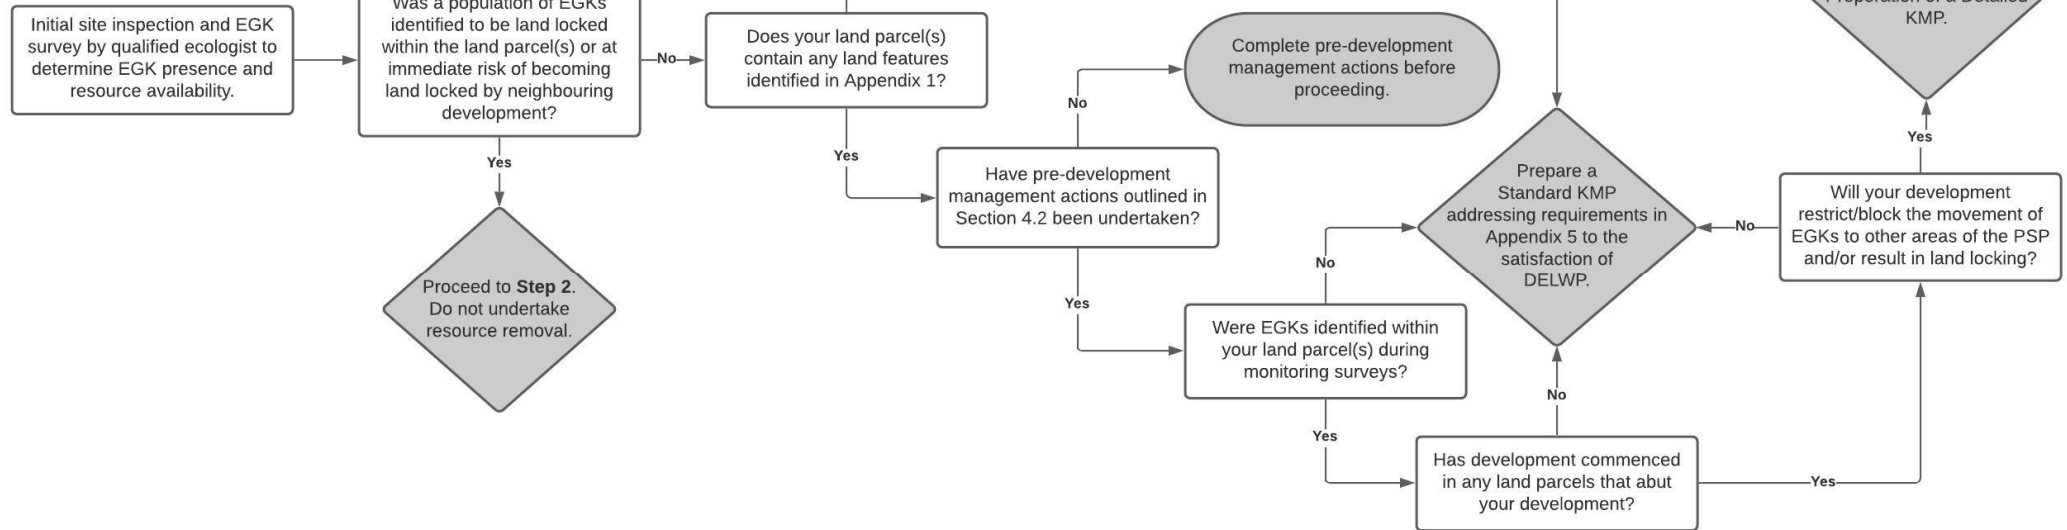 Initial site inspection and EGK
survey by qualified ecologist to
determine EGK presence and
resource availability.
Was a population of EGKs
identified to be land locked
within the land parcel(s) or at
immediate risk of becoming
land locked by neighbouring
development?
No
Yes
Proceed to Step 2.
Do not undertake
resource removal.
Does your land parcel(s)
contain any land features
identified in Appendix 1?
Yes
Have pre-development
management actions outlined in
Section 4.2 been undertaken?
No
Complete pre-development
management actions before
proceeding.
Yes
Were EGKs identified within
your land parcel(s) during
monitoring surveys?
No
Prepare a
Standard KMP
addressing requirements in
Appendix 5 to the
satisfaction of
DELWP.
Yes
Has development commenced
in any land parcels that abut
your development?
No
Yes
Will your development
restrict/block the movement of
EGKs to other areas of the PSP
and/or result in land locking?
No
Yes
Preparation of a Detailed
KMP.